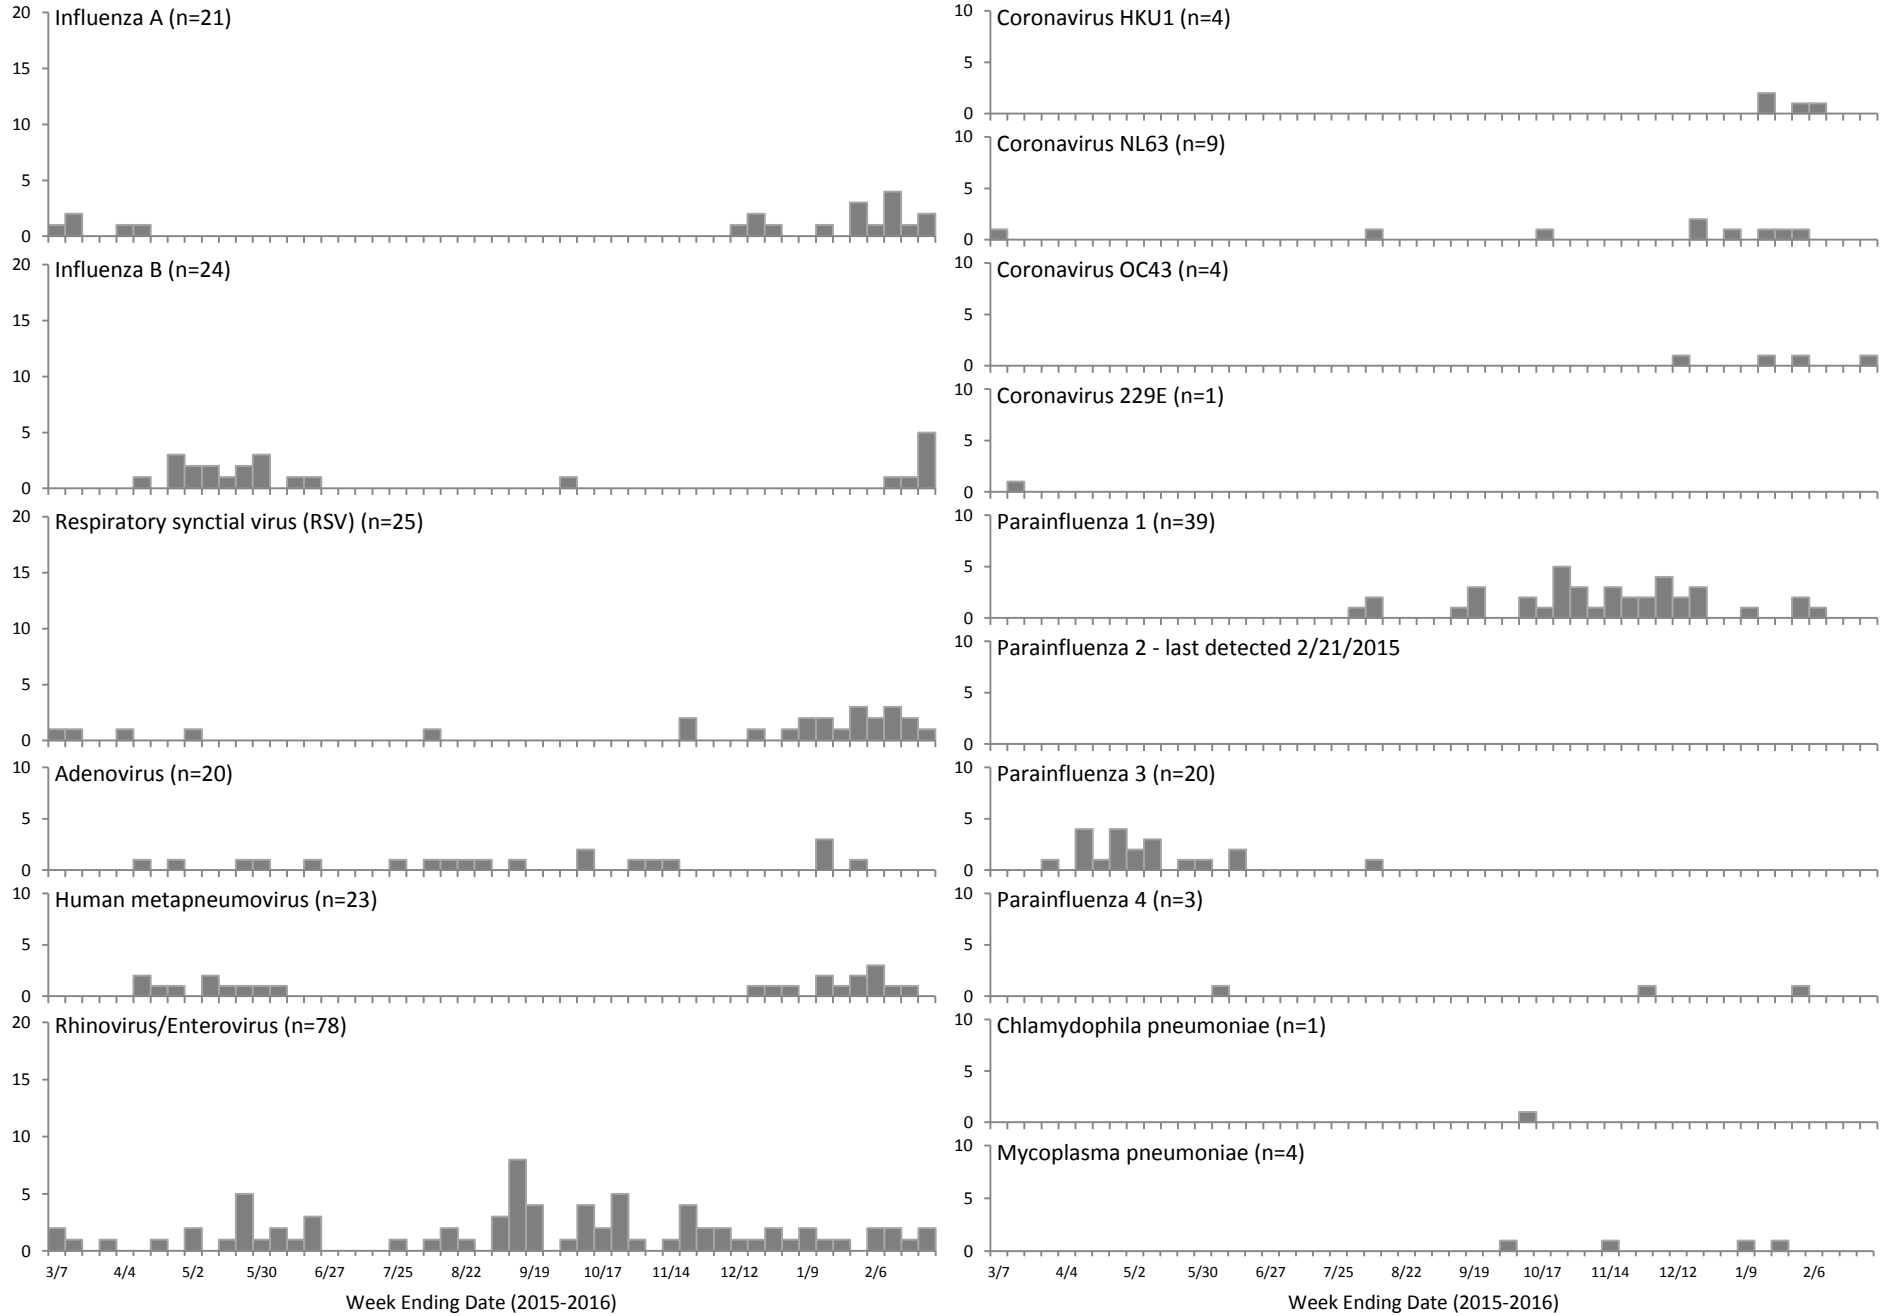 Influenza A (n=21)
20
15
10
5
0
Influenza B (n=24)
20
15
10
5
0
Respiratory synctial virus (RSV) (n=25)
20
15
10
5
0
Adenovirus (n=20)
10
5
0
Human metapneumovirus (n=23)
10
5
0
Rhinovirus/Enterovirus (n=78)
20
15
10
5
0
3/7 4/4 5/2 5/30 6/27 7/25 8/22 9/19 10/17 11/14 12/12 1/9 2/6
Week Ending Date (2015-2016)
Coronavirus HKU1 (n=4)
10
5
0
Coronavirus NL63 (n=9)
10
5
0
Coronavirus OC43 (n=4)
10
5
0
Coronavirus 229E (n=1)
10
5
0
Parainfluenza 1 (n=39)
10
5
0
Parainfluenza 2 - last detected 2/21/2015
10
5
0
Parainfluenza 3 (n=20)
10
5
0
Parainfluenza 4 (n=3)
10
5
0
Chlamydophila pneumoniae (n=1)
10
5
0
Mycoplasma pneumoniae (n=4)
10
5
0
3/7 4/4 5/2 5/30 6/27 7/25 8/22 9/19 10/17 11/14 12/12 1/9 2/6
Week Ending Date (2015-2016)